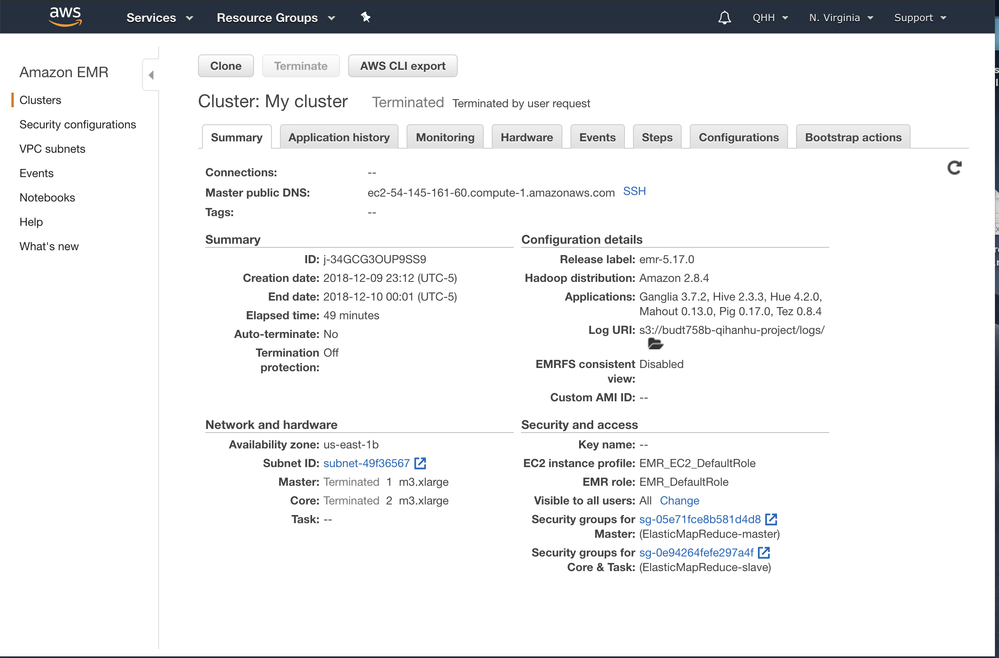 aws Services Resource Groups QHH N. Virginia Support
Amazon EMR
Clusters
Security configurations
VPC subnets
Events
Notebooks
Help
What's new
Clone Terminate AWS CLI export
Cluster: My cluster Terminated Terminated by user request
Summary Application history Monitoring Hardware Events Steps Configurations Bootstrap actions
Connections: --
Master public DNS: ec2-54-145-161-60.compute-1.amazonaws.com SSH
Tags: --
Summary
ID: j-34GCG3OUP9SS9
Creation date: 2018-12-09 23:12 (UTC-5)
End date: 2018-12-10 00:01 (UTC-5)
Elapsed time: 49 minutes
Auto-terminate: No
Termination Off
protection:
Configuration details
Release label: emr-5.17.0
Hadoop distribution: Amazon 2.8.4
Applications: Ganglia 3.7.2, Hive 2.3.3, Hue 4.2.0,
Mahout 0.13.0, Pig 0.17.0, Tez 0.8.4
Log URI: s3://budt758b-qihanhu-project/logs/
EMRFS consistent Disabled
view:
Custom AMI ID: --
Network and hardware
Availability zone: us-east-1b
Subnet ID: subnet-49f36567
Master: Terminated 1 m3.xlarge
Core: Terminated 2 m3.xlarge
Task: --
Security and access
Key name: --
EC2 instance profile: EMR_EC2_DefaultRole
EMR role: EMR_DefaultRole
Visible to all users: All Change
Security groups for sg-05e71fce8b581d4d8
Master: (ElasticMapReduce-master)
Security groups for sg-0e94264fefe297a4f
Core & Task: (ElasticMapReduce-slave)